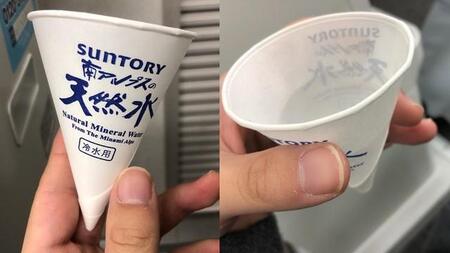 SUNTORY
南アルプスの
天然水
Natural Mineral Water
From The Minami Alps
冷水用
SUNTORY